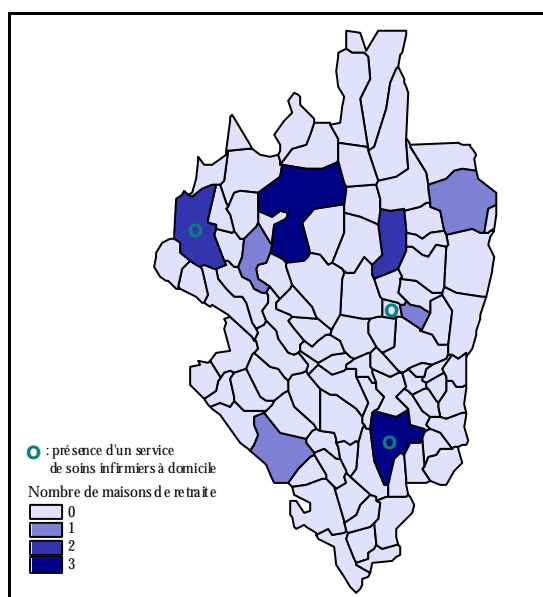 o : présence d'un service
de soins infirmiers à domicile
Nombre de maisons de retraite
0
1
2
3